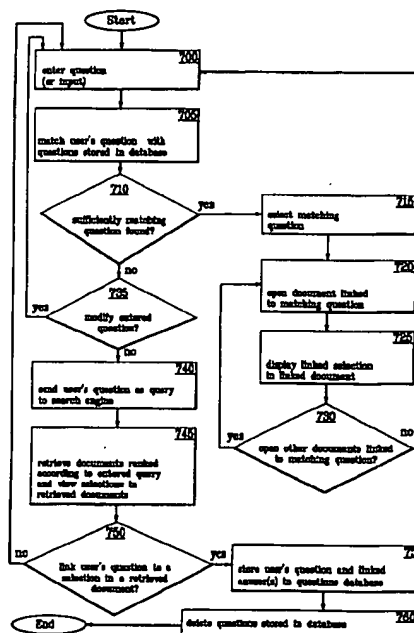 Start
700
enter question
(or input)
705
match user's question with
questions stored in database
710
sufficiently matching
question found?
yes
715
select matching
question
no
720
open document linked
to matching question
735
yes
modify entered
question?
725
display linked selection
in linked document
no
740
send user's question as query
to search engine
730
yes
no
open other documents linked
to matching question?
745
retrieve documents ranked
according to entered query
and view selections in
retrieved documents
750
no
yes
link user's question to a
selection in a retrieved
document?
store user's question and linked
answer(s) in questions database
760
End
delete questions stored in database